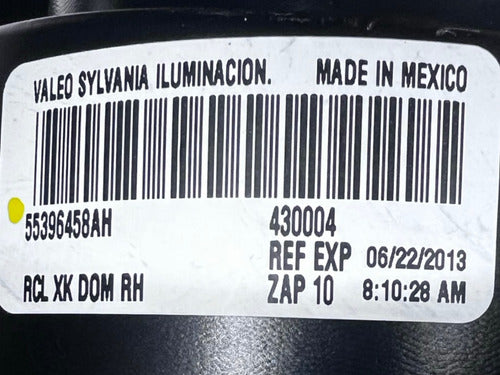 VALEO SYLVANIA ILUMINACION. MADE IN MEXICO
55396458AH 430004
REF EXP 06/22/2013
RCL XK DOM RH ZAP 10 8:10:28 AM